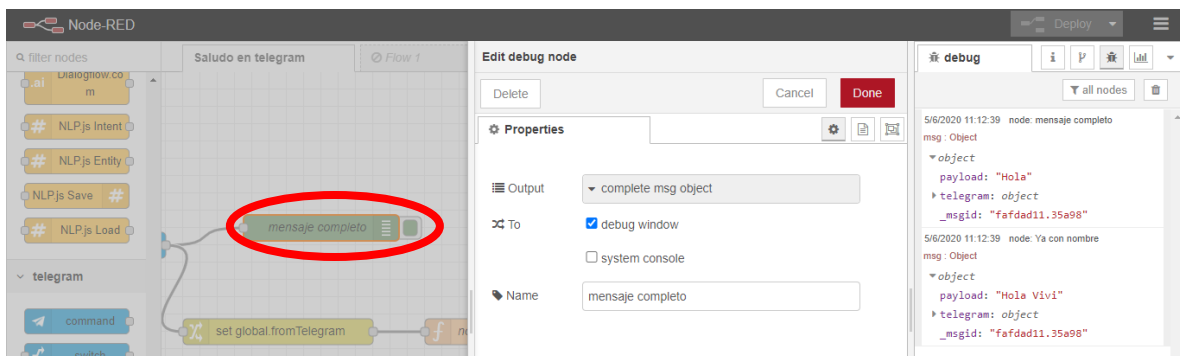 Node-RED
Deploy
filter nodes
Dialogflow.co
m
.ai
NLP.js Intent
NLP.js Entity
NLP.js Save
NLP.js Load
telegram
command
switch
Saludo en telegram
Flow 1
mensaje completo
set global.fromTelegram
Edit debug node
Delete
Cancel
Done
Properties
Output
complete msg object
To
debug window
system console
Name
mensaje completo
debug
all nodes
5/6/2020 11:12:39 node: mensaje completo
msg : Object
object
payload: "Hola"
telegram: object
_msgid: "fafdad11.35a98"
5/6/2020 11:12:39 node: Ya con nombre
msg : Object
object
payload: "Hola Vivi"
telegram: object
_msgid: "fafdad11.35a98"